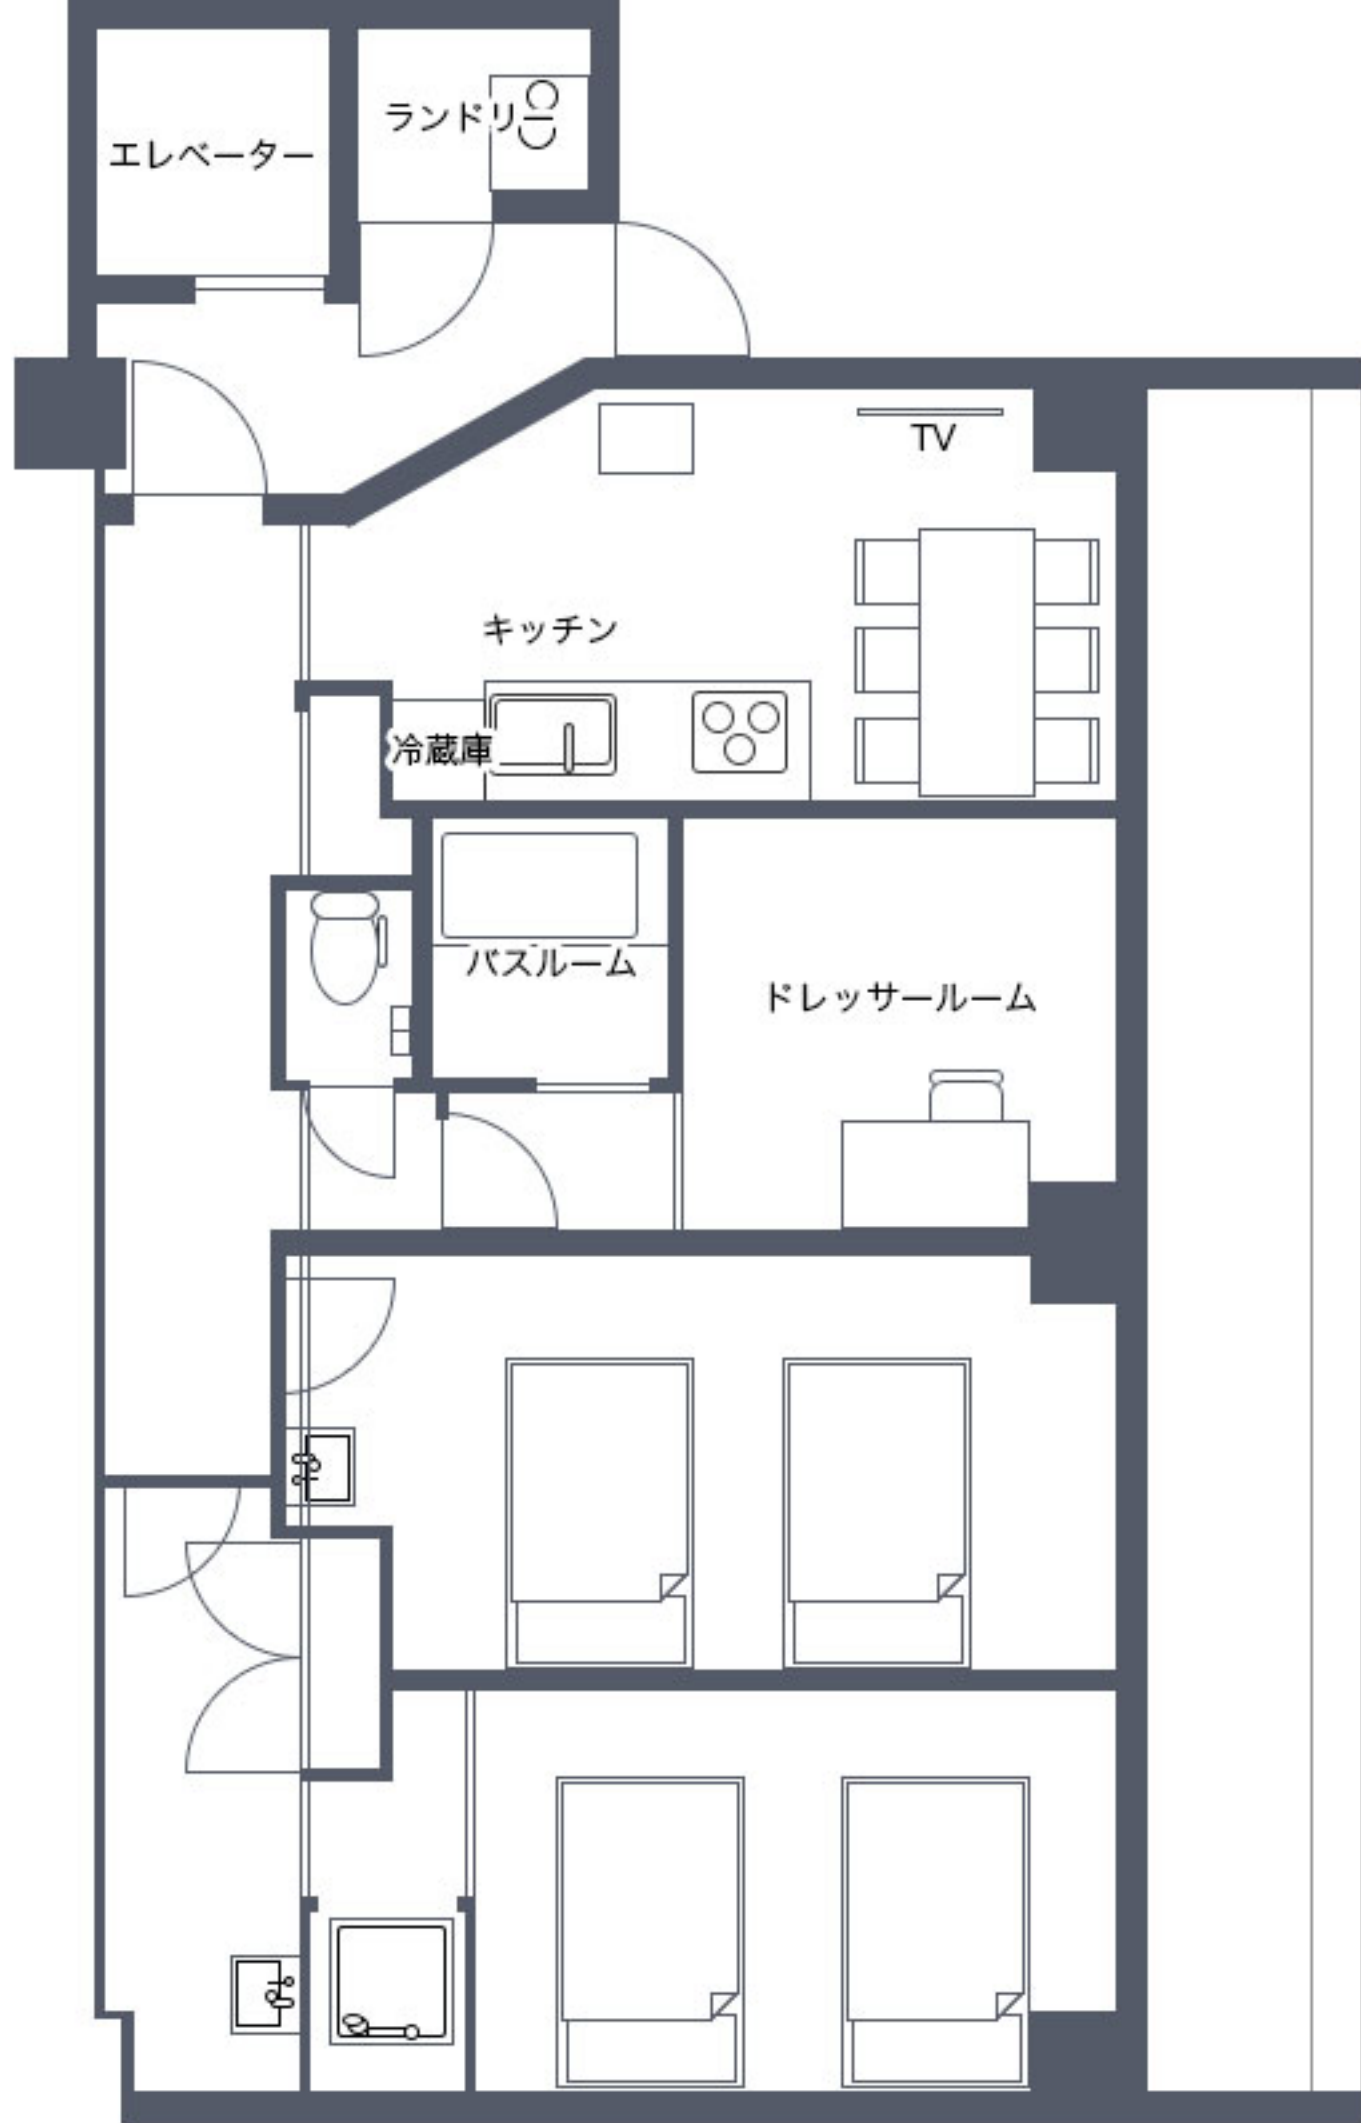 ランドリー
エレベーター
TV
キッチン
冷蔵庫
バスルーム
ドレッサールーム